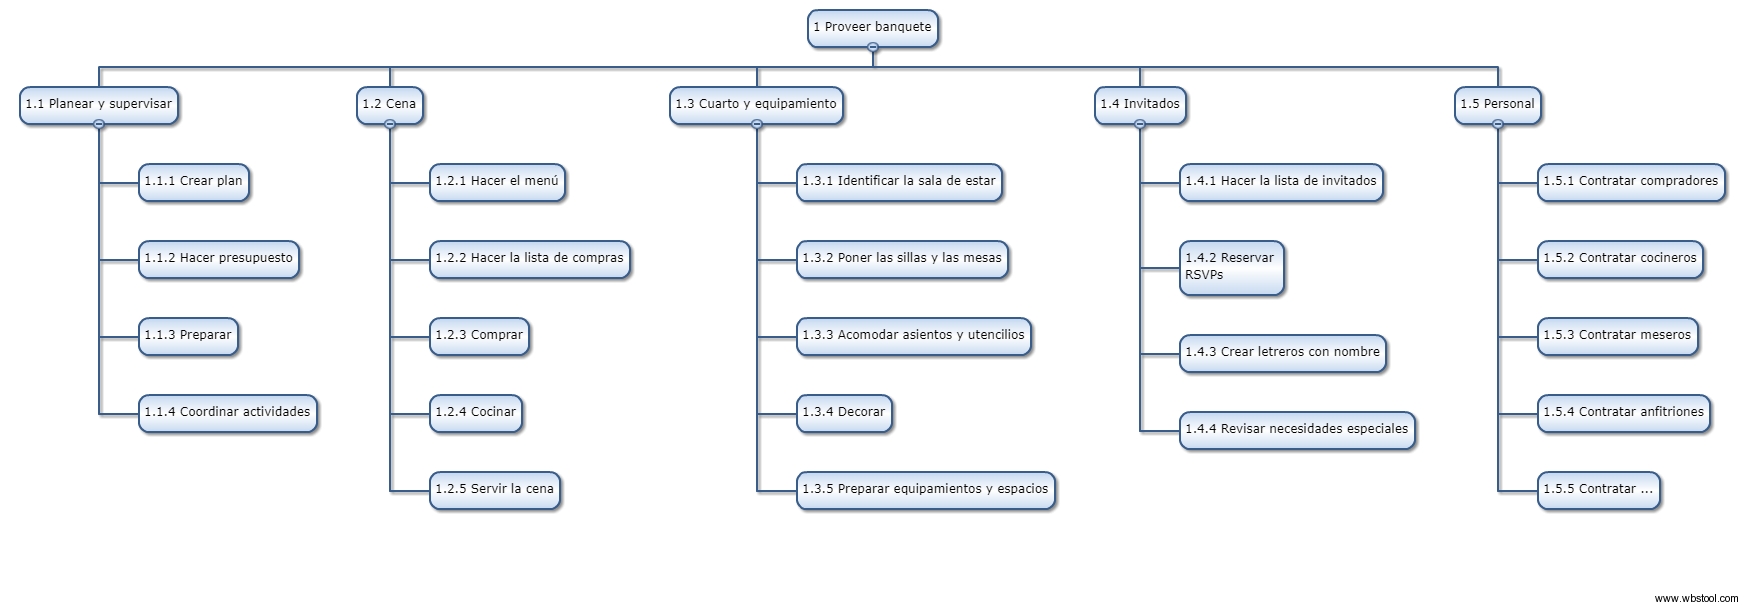 1 Proveer banquete
1.1 Planear y supervisar
1.1.1 Crear plan
1.1.2 Hacer presupuesto
1.1.3 Preparar
1.1.4 Coordinar actividades
1.2 Cena
1.2.1 Hacer el menú
1.2.2 Hacer la lista de compras
1.2.3 Comprar
1.2.4 Cocinar
1.2.5 Servir la cena
1.3 Cuarto y equipamiento
1.3.1 Identificar la sala de estar
1.3.2 Poner las sillas y las mesas
1.3.3 Acomodar asientos y utencilios
1.3.4 Decorar
1.3.5 Preparar equipamientos y espacios
1.4 Invitados
1.4.1 Hacer la lista de invitados
1.4.2 Reservar
RSVPs
1.4.3 Crear letreros con nombre
1.4.4 Revisar necesidades especiales
1.5 Personal
1.5.1 Contratar compradores
1.5.2 Contratar cocineros
1.5.3 Contratar meseros
1.5.4 Contratar anfitriones
1.5.5 Contratar ...
www.wbstool.com